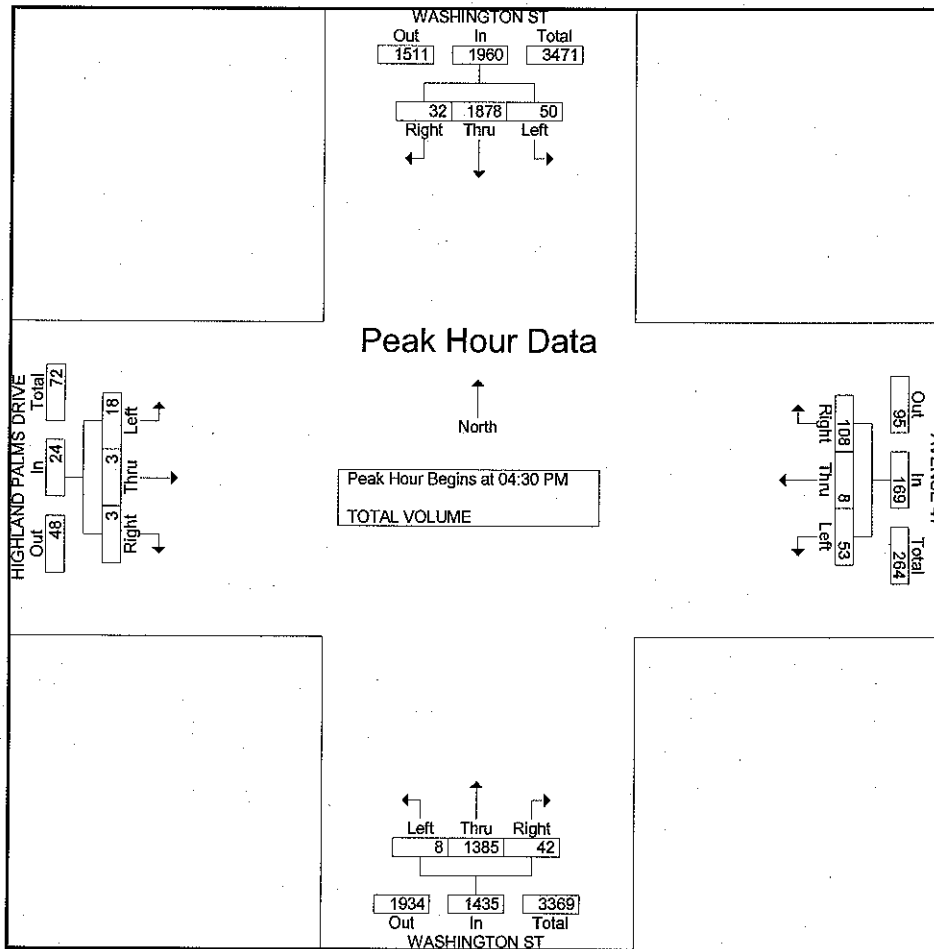 WASHINGTON ST
Out In Total
1511 1960 3471
32 1878 50
Right Thru Left
Peak Hour Data
North
Peak Hour Begins at 04:30 PM
TOTAL VOLUME
HIGHLAND PALMS DRIVE
Total In Out
72 24 48
18 3 3
Left Thru Right
Out In Total
95 169 264
108 8 53
Right Thru Left
Left Thru Right
8 1385 42
1934 1435 3369
Out In Total
WASHINGTON ST